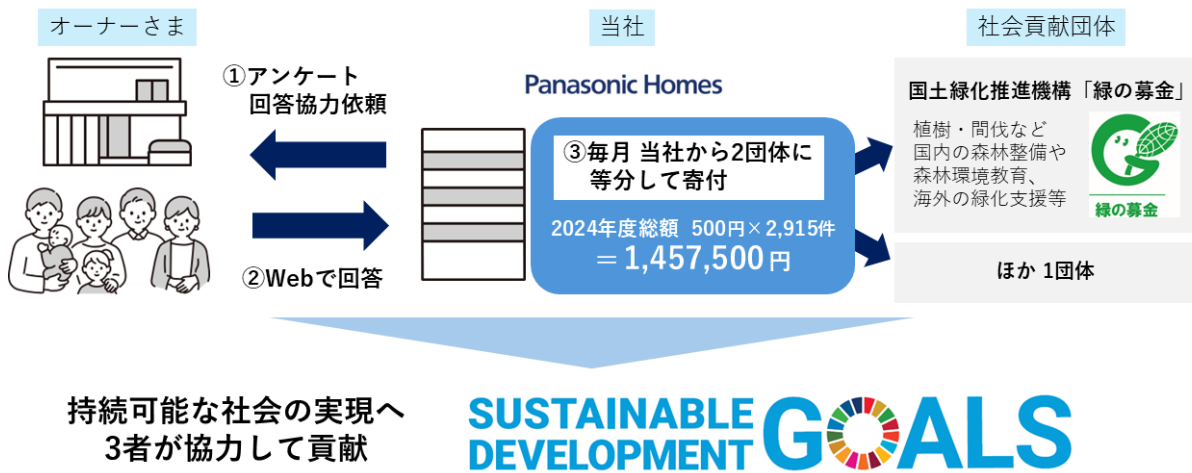 オーナーさま
当社
社会貢献団体
①アンケート
回答協力依頼
②Webで回答
Panasonic Homes
③毎月 当社から2団体に
等分して寄付
2024年度総額 500円×2,915件
＝1,457,500円
国土緑化推進機構「緑の募金」
植樹・間伐など
国内の森林整備や
森林環境教育、
海外の緑化支援等
緑の募金
ほか 1団体
持続可能な社会の実現へ
3者が協力して貢献
SUSTAINABLE
DEVELOPMENT
GOALS